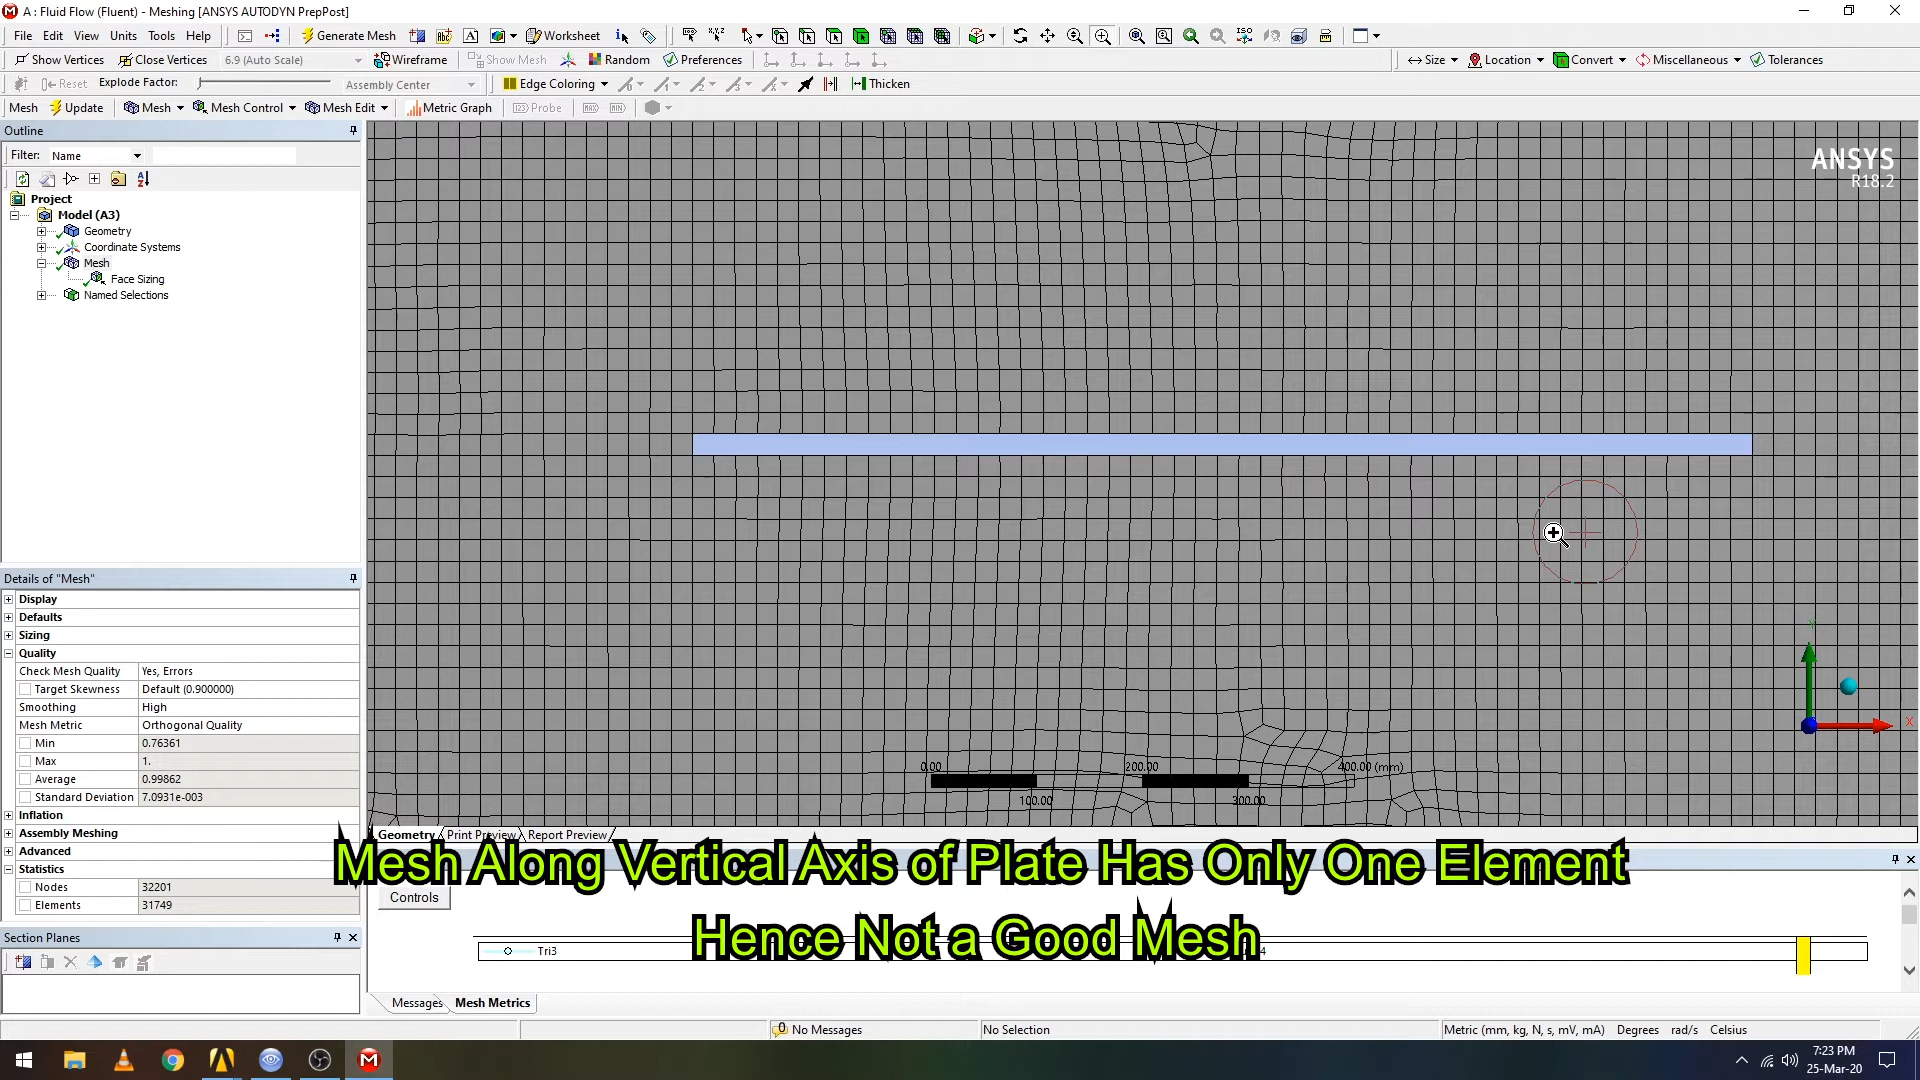 A : Fluid Flow (Fluent) - Meshing [ANSYS AUTODYN PrepPost]
File Edit View Units Tools Help Generate Mesh Worksheet
Show Vertices Close Vertices 6.9 (Auto Scale) Wireframe Show Mesh Random Preferences Size Location Convert Miscellaneous Tolerances
Reset Explode Factor: Assembly Center Edge Coloring Thicken
Mesh Update Mesh Mesh Control Mesh Edit Metric Graph Probe
Outline
Filter: Name
Project
Model (A3)
Geometry
Coordinate Systems
Mesh
Face Sizing
Named Selections
ANSYS
R18.2
Details of "Mesh"
Display
Defaults
Sizing
Quality
Check Mesh Quality Yes, Errors
Target Skewness Default (0.900000)
Smoothing High
Mesh Metric Orthogonal Quality
Min 0.76361
Max 1.
Average 0.99862
Standard Deviation 7.0931e-003
Inflation
Assembly Meshing
Advanced
Statistics
Nodes 32201
Elements 31749
Section Planes
Y
X
0.00 200.00 400.00 (mm)
100.00 300.00
Geometry Print Preview Report Preview
Mesh Along Vertical Axis of Plate Has Only One Element
Hence Not a Good Mesh
Controls
Tri3
Messages Mesh Metrics
0 No Messages No Selection Metric (mm, kg, N, s, mV, mA) Degrees rad/s Celsius
7:23 PM
25-Mar-20